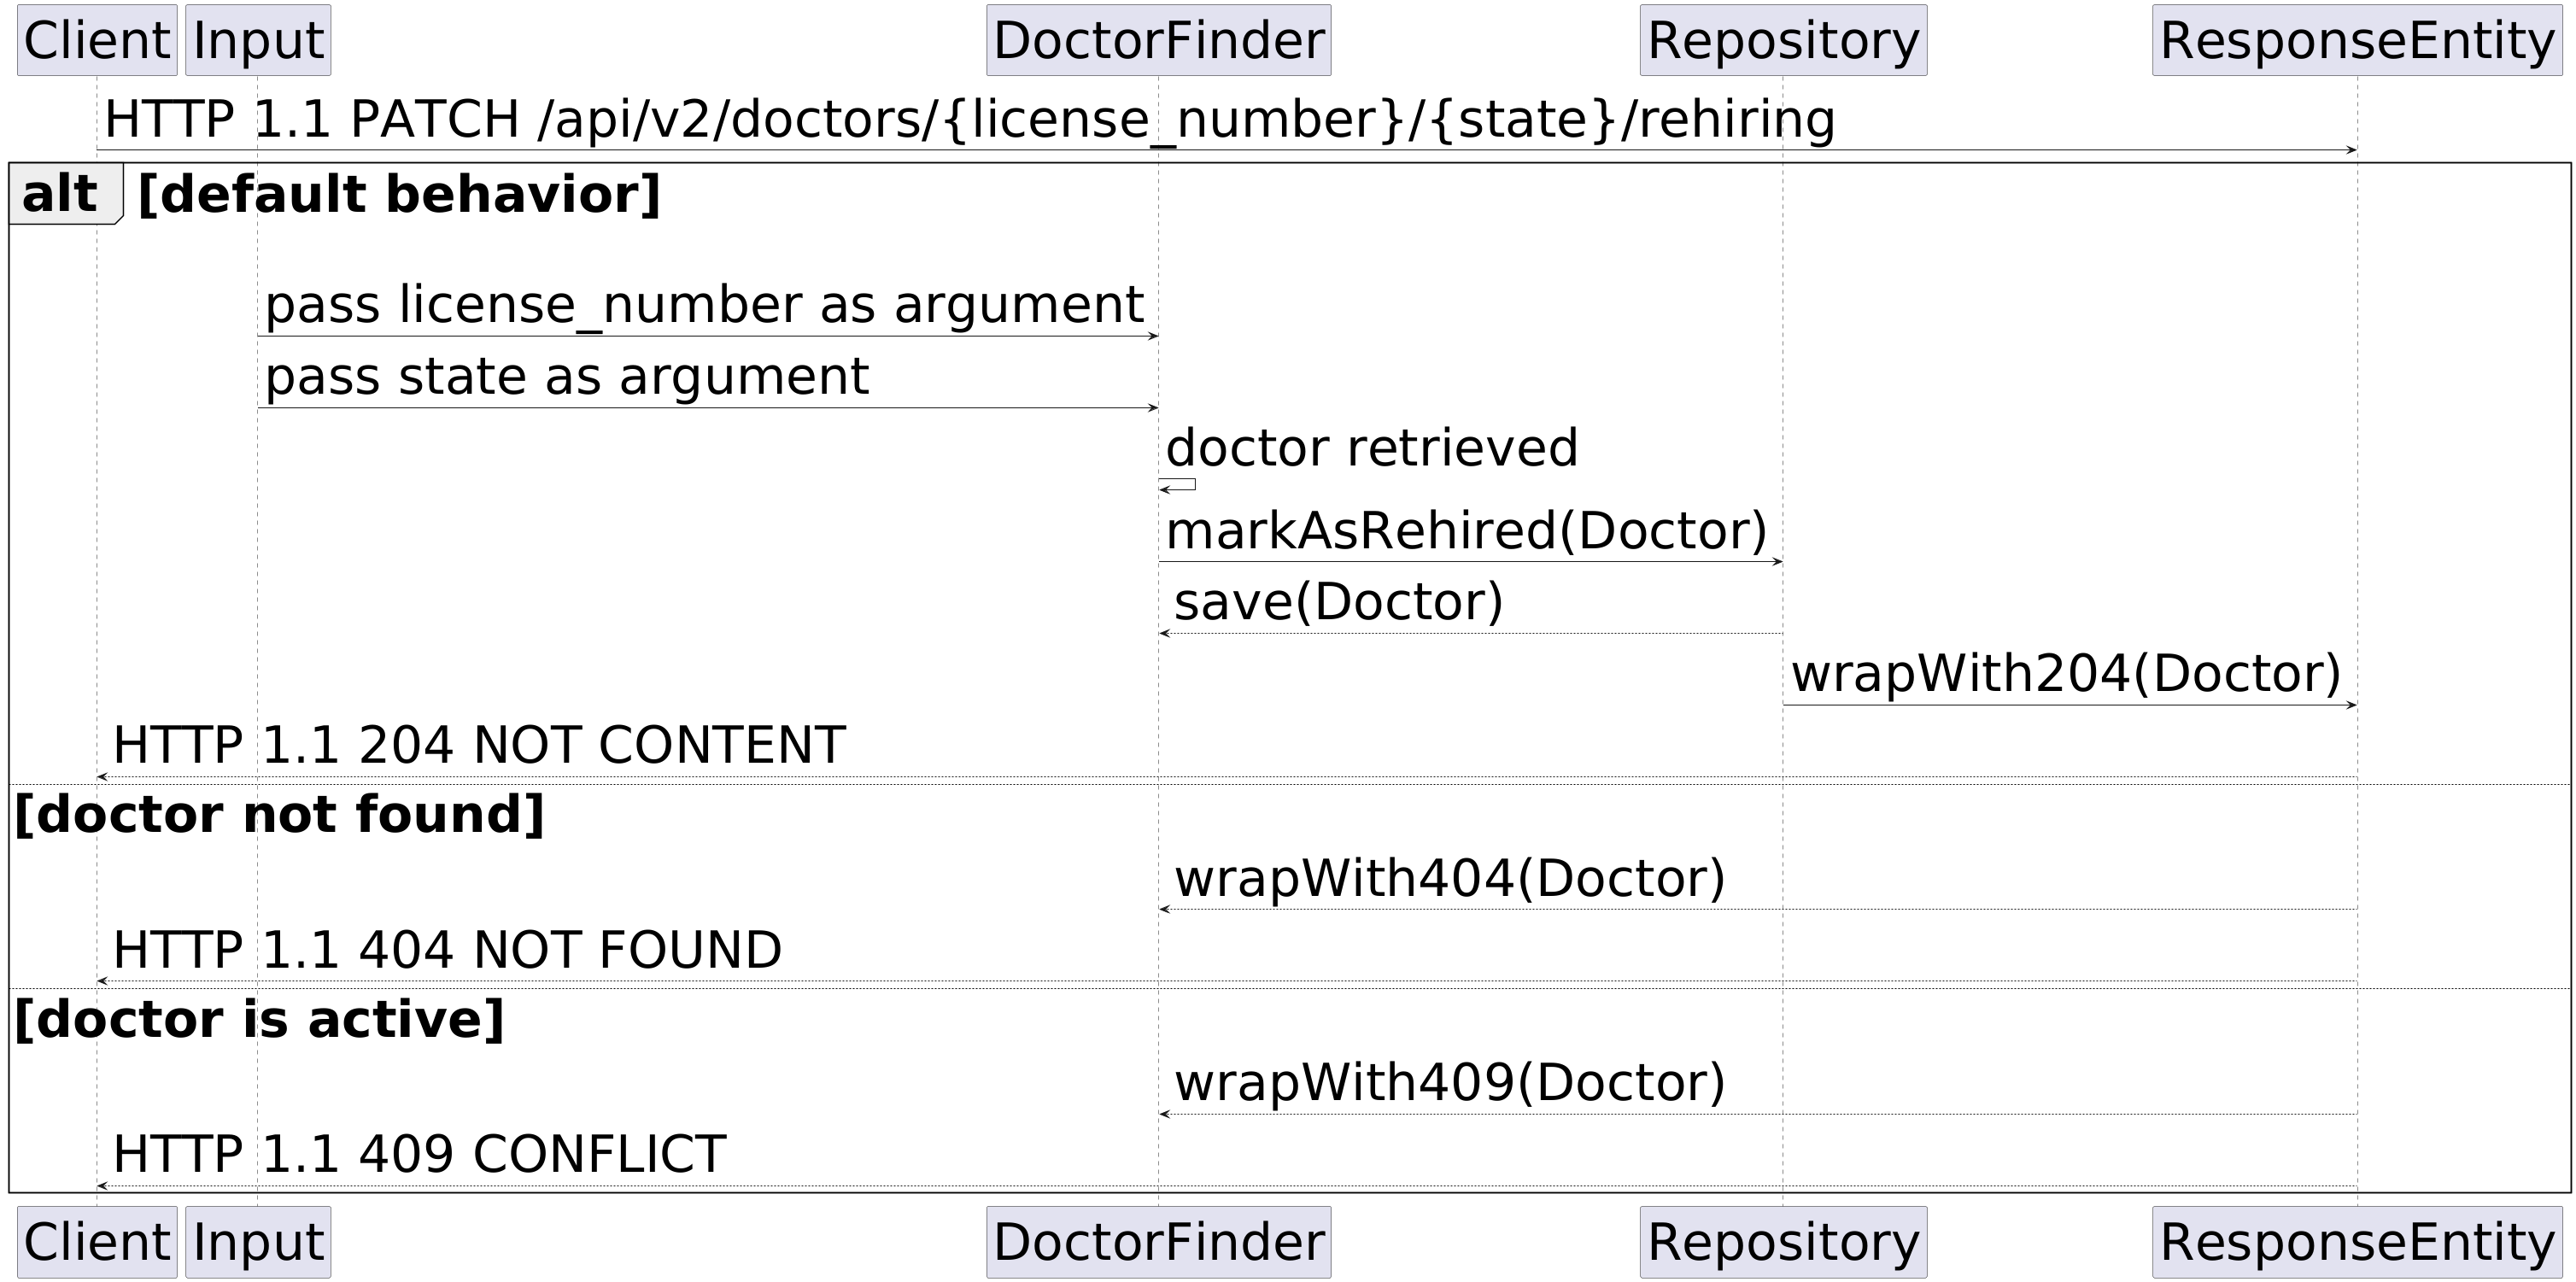 Client Input DoctorFinder Repository ResponseEntity
HTTP 1.1 PATCH /api/v2/doctors/{license_number}/{state}/rehiring
alt [default behavior]
pass license_number as argument
pass state as argument
doctor retrieved
markAsRehired(Doctor)
save(Doctor)
wrapWith204(Doctor)
HTTP 1.1 204 NOT CONTENT
[doctor not found]
wrapWith404(Doctor)
HTTP 1.1 404 NOT FOUND
[doctor is active]
wrapWith409(Doctor)
HTTP 1.1 409 CONFLICT
Client Input DoctorFinder Repository ResponseEntity